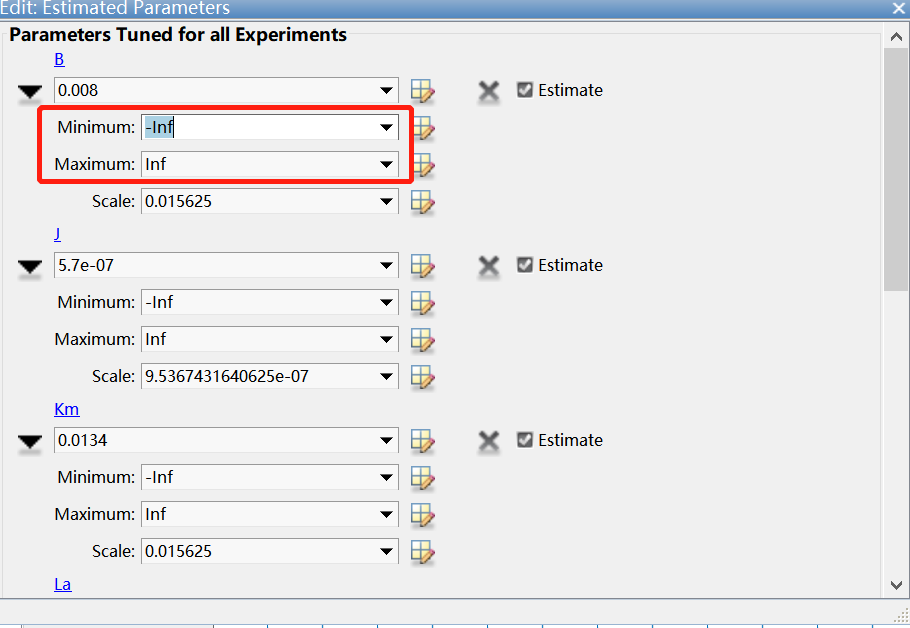 Edit: Estimated Parameters
Parameters Tuned for all Experiments
B
0.008
Estimate
Minimum: -Inf
Maximum: Inf
Scale: 0.015625
J
5.7e-07
Estimate
Minimum: -Inf
Maximum: Inf
Scale: 9.5367431640625e-07
Km
0.0134
Estimate
Minimum: -Inf
Maximum: Inf
Scale: 0.015625
La